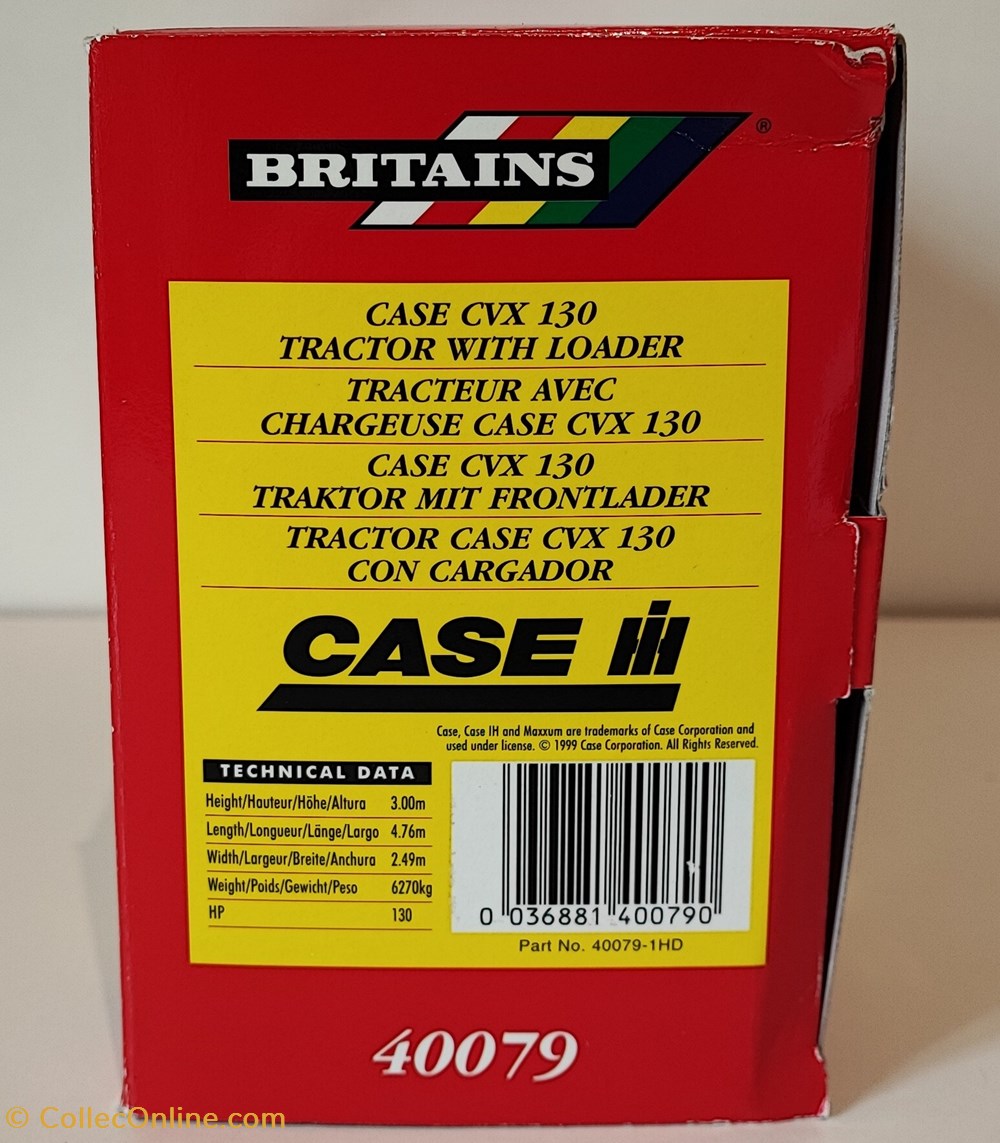 BRITAINS ®
CASE CVX 130
TRACTOR WITH LOADER
TRACTEUR AVEC
CHARGEUSE CASE CVX 130
CASE CVX 130
TRAKTOR MIT FRONTLADER
TRACTOR CASE CVX 130
CON CARGADOR
CASE IH
Case, Case IH and Maxxum are trademarks of Case Corporation and
used under license. © 1999 Case Corporation. All Rights Reserved.
TECHNICAL DATA
Height/Hauteur/Höhe/Altura 3.00m
Length/Longueur/Länge/Largo 4.76m
Width/Largeur/Breite/Anchura 2.49m
Weight/Poids/Gewicht/Peso 6270kg
HP 130
0 036881 400790
Part No. 40079-1HD
40079
© CollecOnline.com